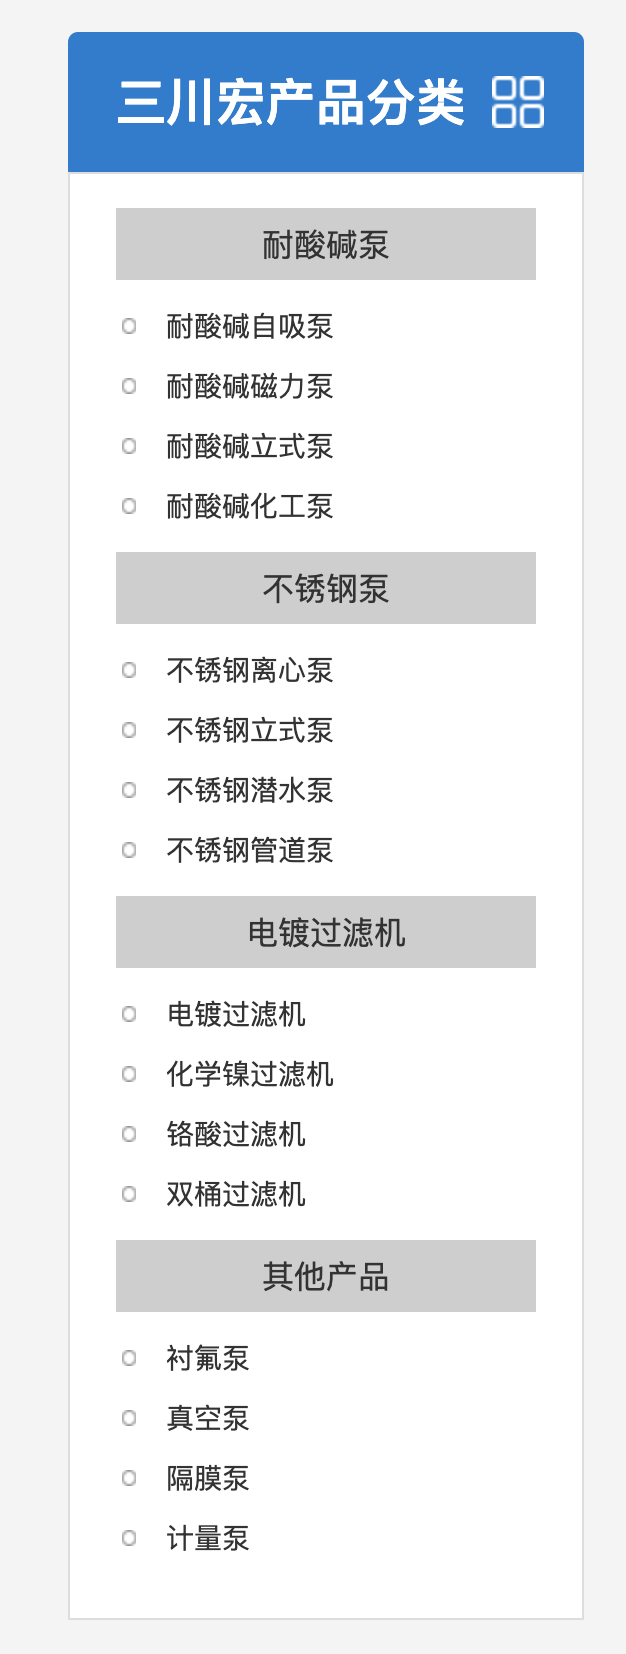 三川宏产品分类
耐酸碱泵
耐酸碱自吸泵
耐酸碱磁力泵
耐酸碱立式泵
耐酸碱化工泵
不锈钢泵
不锈钢离心泵
不锈钢立式泵
不锈钢潜水泵
不锈钢管道泵
电镀过滤机
电镀过滤机
化学镍过滤机
铬酸过滤机
双桶过滤机
其他产品
衬氟泵
真空泵
隔膜泵
计量泵